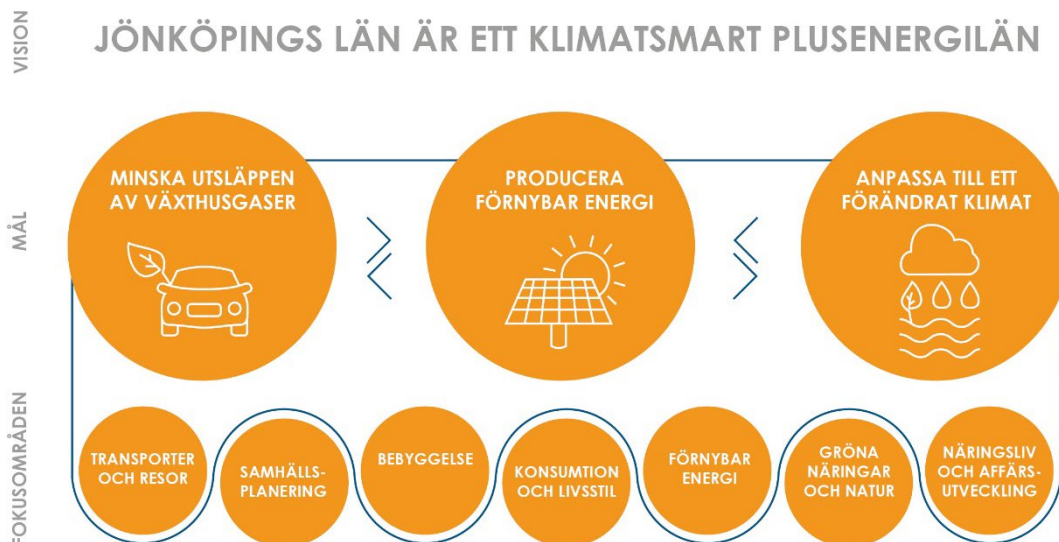 VISION
JÖNKÖPINGS LÄN ÄR ETT KLIMATSMART PLUSENERGILÄN
MÅL
MINSKA UTSLÄPPEN
AV VÄXTHUSGASER
PRODUCERA
FÖRNYBAR ENERGI
ANPASSA TILL ETT
FÖRÄNDRAT KLIMAT
FOKUSOMRÅDEN
TRANSPORTER
OCH RESOR
SAMHÄLLS-
PLANERING
BEBYGGELSE
KONSUMTION
OCH LIVSSTIL
FÖRNYBAR
ENERGI
GRÖNA
NÄRINGAR
OCH NATUR
NÄRINGSLIV
OCH AFFÄRS-
UTVECKLING